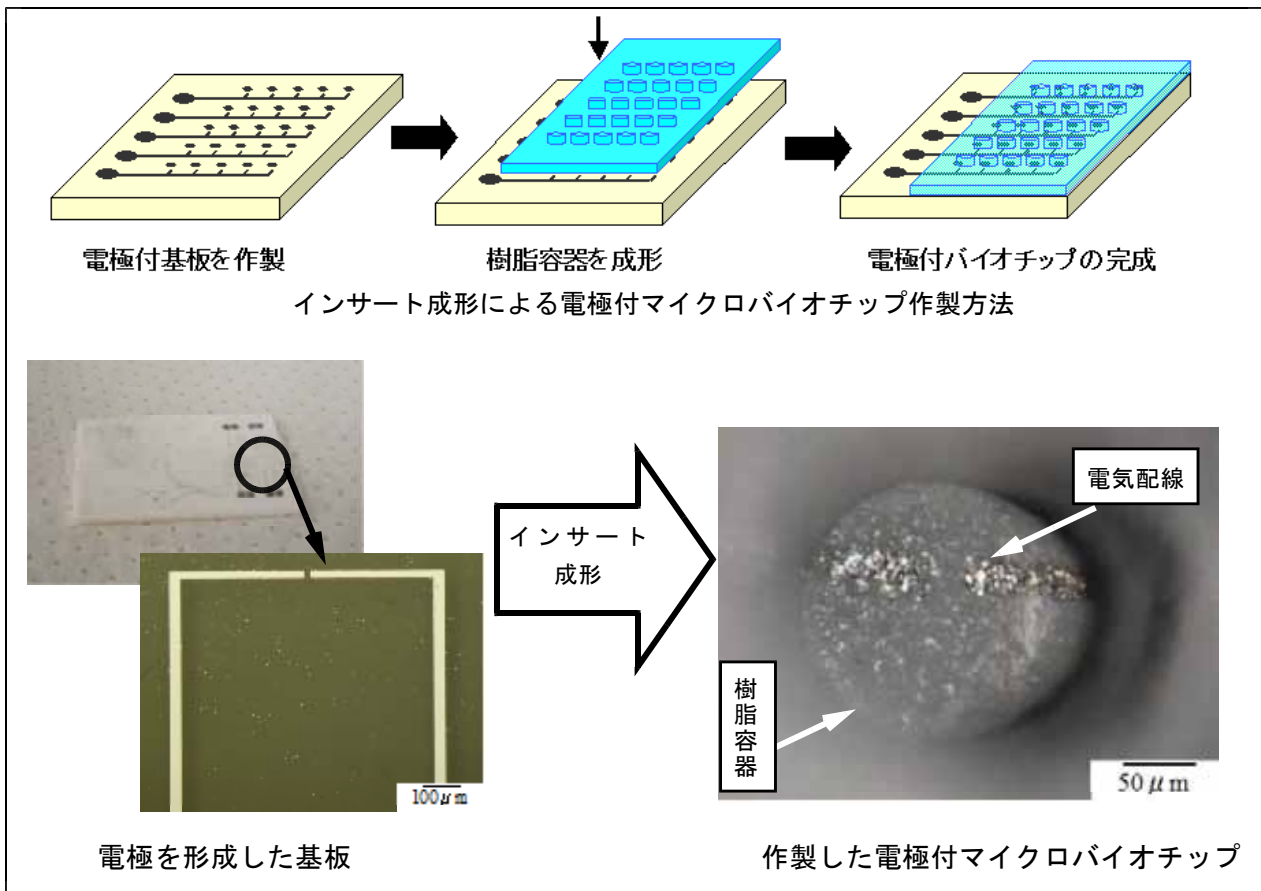 電極付基板を作製
樹脂容器を成形
電極付バイオチップの完成
インサート成形による電極付マイクロバイオチップ作製方法
インサート
成形
電気配線
樹脂容器
100μm
50μm
電極を形成した基板
作製した電極付マイクロバイオチップ